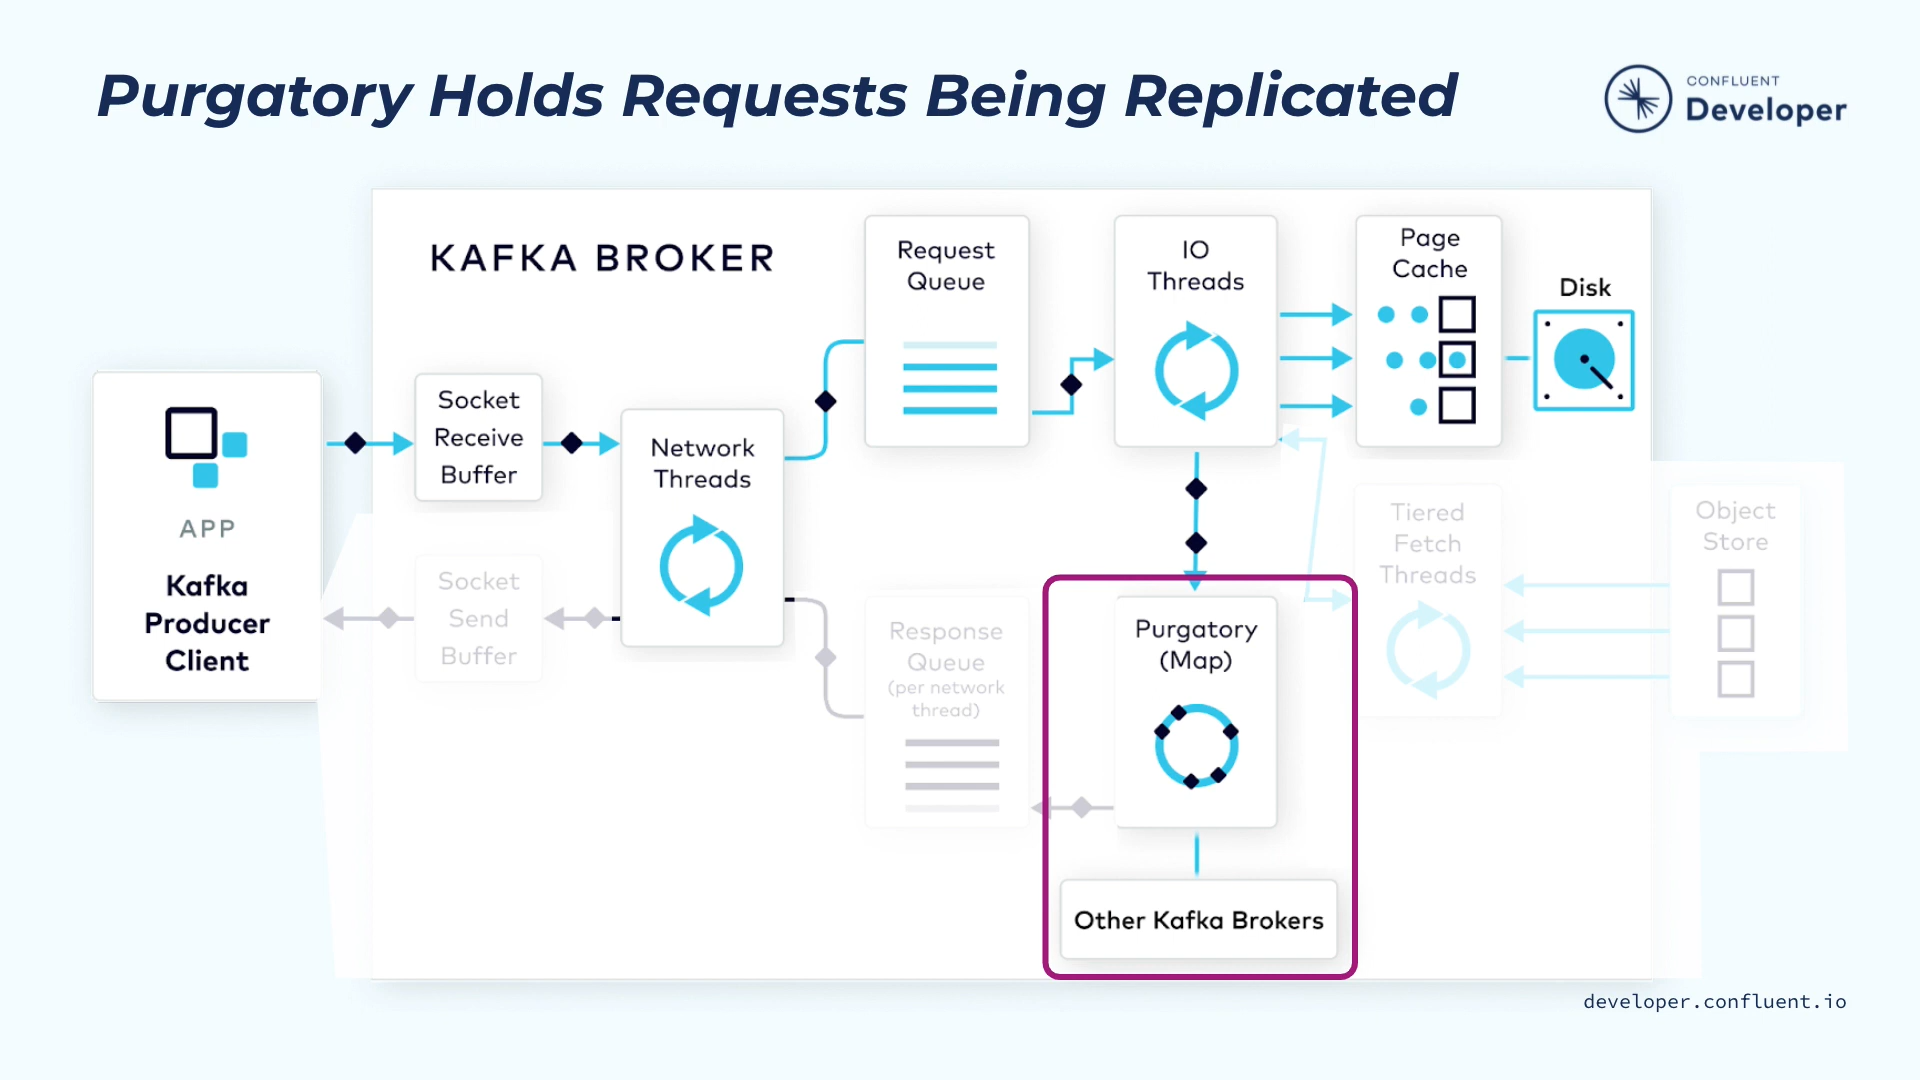 Purgatory Holds Requests Being Replicated
CONFLUENT
Developer
KAFKA BROKER
Request
Queue
IO
Threads
Page
Cache
Disk
APP
Kafka
Producer
Client
Socket
Receive
Buffer
Network
Threads
Socket
Send
Buffer
Response
Queue
(per network
thread)
Purgatory
(Map)
Tiered
Fetch
Threads
Object
Store
Other Kafka Brokers
developer.confluent.io